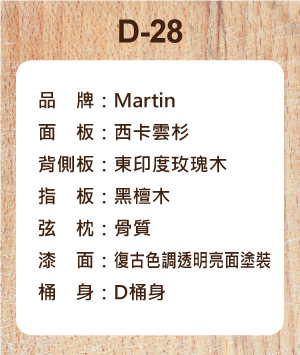 D-28
品　牌：Martin
面　板：西卡雲杉
背側板：東印度玫瑰木
指　板：黑檀木
弦　枕：骨質
漆　面：復古色調透明亮面塗裝
桶　身：D桶身